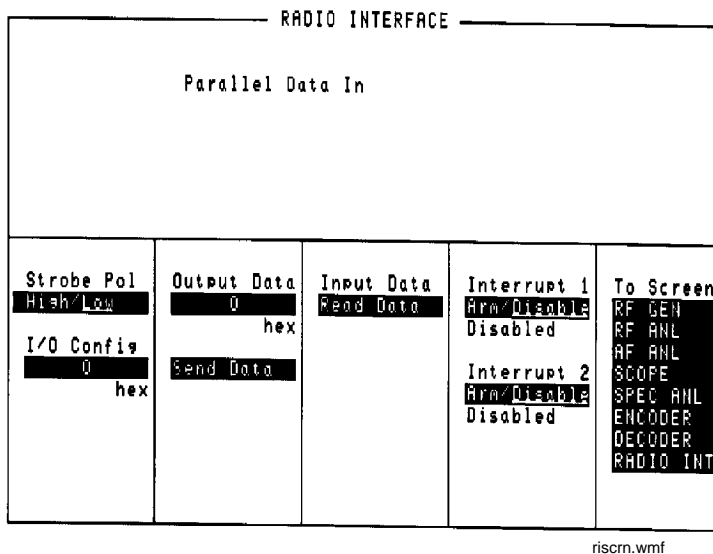 RADIO INTERFACE
Parallel Data In
Strobe Pol
High/Low
I/O Config
0
hex
Output Data
0
hex
Send Data
Input Data
Read Data
Interrupt 1
Arm/Disable
Disabled
Interrupt 2
Arm/Disable
Disabled
To Screen
RF GEN
RF ANL
AF ANL
SCOPE
SPEC ANL
ENCODER
DECODER
RADIO INT
riscrn.wmf